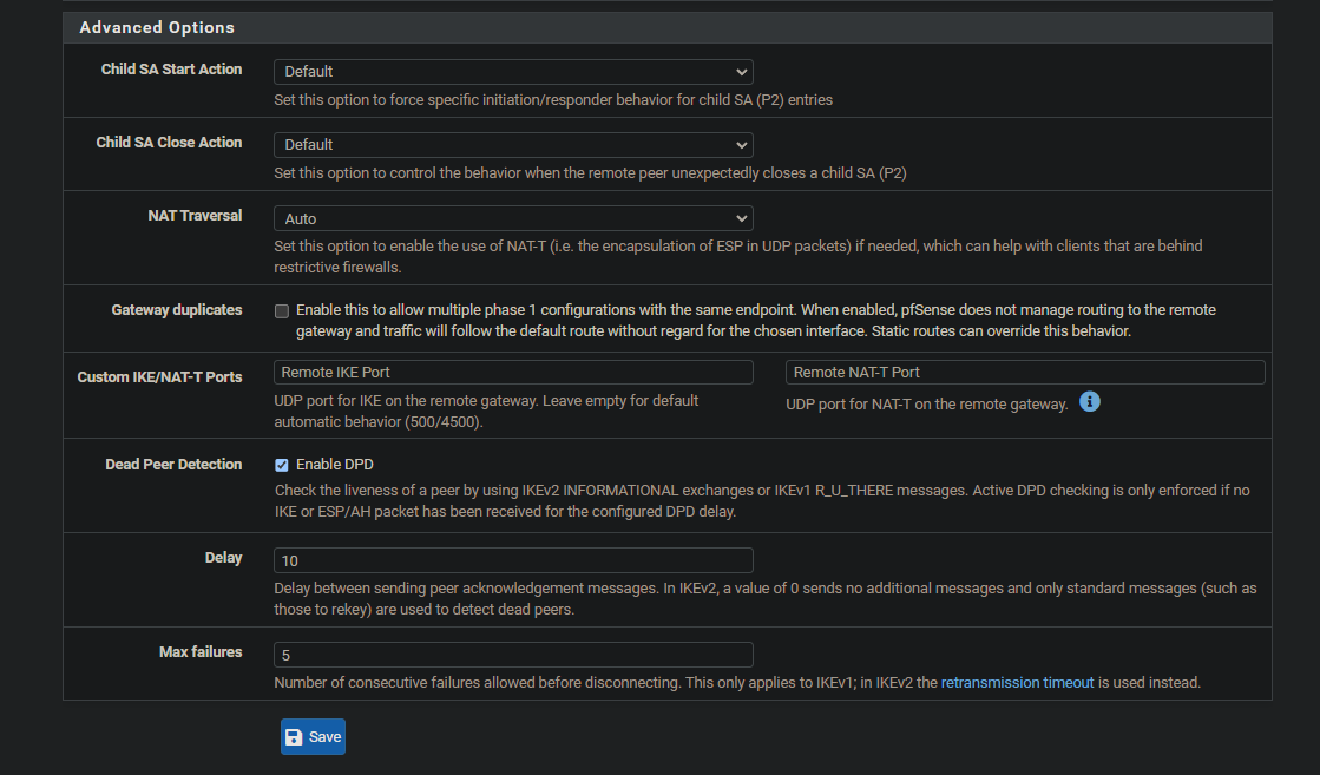 Advanced Options
Child SA Start Action
Default
Set this option to force specific initiation/responder behavior for child SA (P2) entries
Child SA Close Action
Default
Set this option to control the behavior when the remote peer unexpectedly closes a child SA (P2)
NAT Traversal
Auto
Set this option to enable the use of NAT-T (i.e. the encapsulation of ESP in UDP packets) if needed, which can help with clients that are behind
restrictive firewalls.
Gateway duplicates
Enable this to allow multiple phase 1 configurations with the same endpoint. When enabled, pfSense does not manage routing to the remote
gateway and traffic will follow the default route without regard for the chosen interface. Static routes can override this behavior.
Custom IKE/NAT-T Ports
Remote IKE Port
UDP port for IKE on the remote gateway. Leave empty for default
automatic behavior (500/4500).
Remote NAT-T Port
UDP port for NAT-T on the remote gateway.
Dead Peer Detection
Enable DPD
Check the liveness of a peer by using IKEv2 INFORMATIONAL exchanges or IKEv1 R_U_THERE messages. Active DPD checking is only enforced if no
IKE or ESP/AH packet has been received for the configured DPD delay.
Delay
10
Delay between sending peer acknowledgement messages. In IKEv2, a value of 0 sends no additional messages and only standard messages (such as
those to rekey) are used to detect dead peers.
Max failures
5
Number of consecutive failures allowed before disconnecting. This only applies to IKEv1; in IKEv2 the retransmission timeout is used instead.
Save